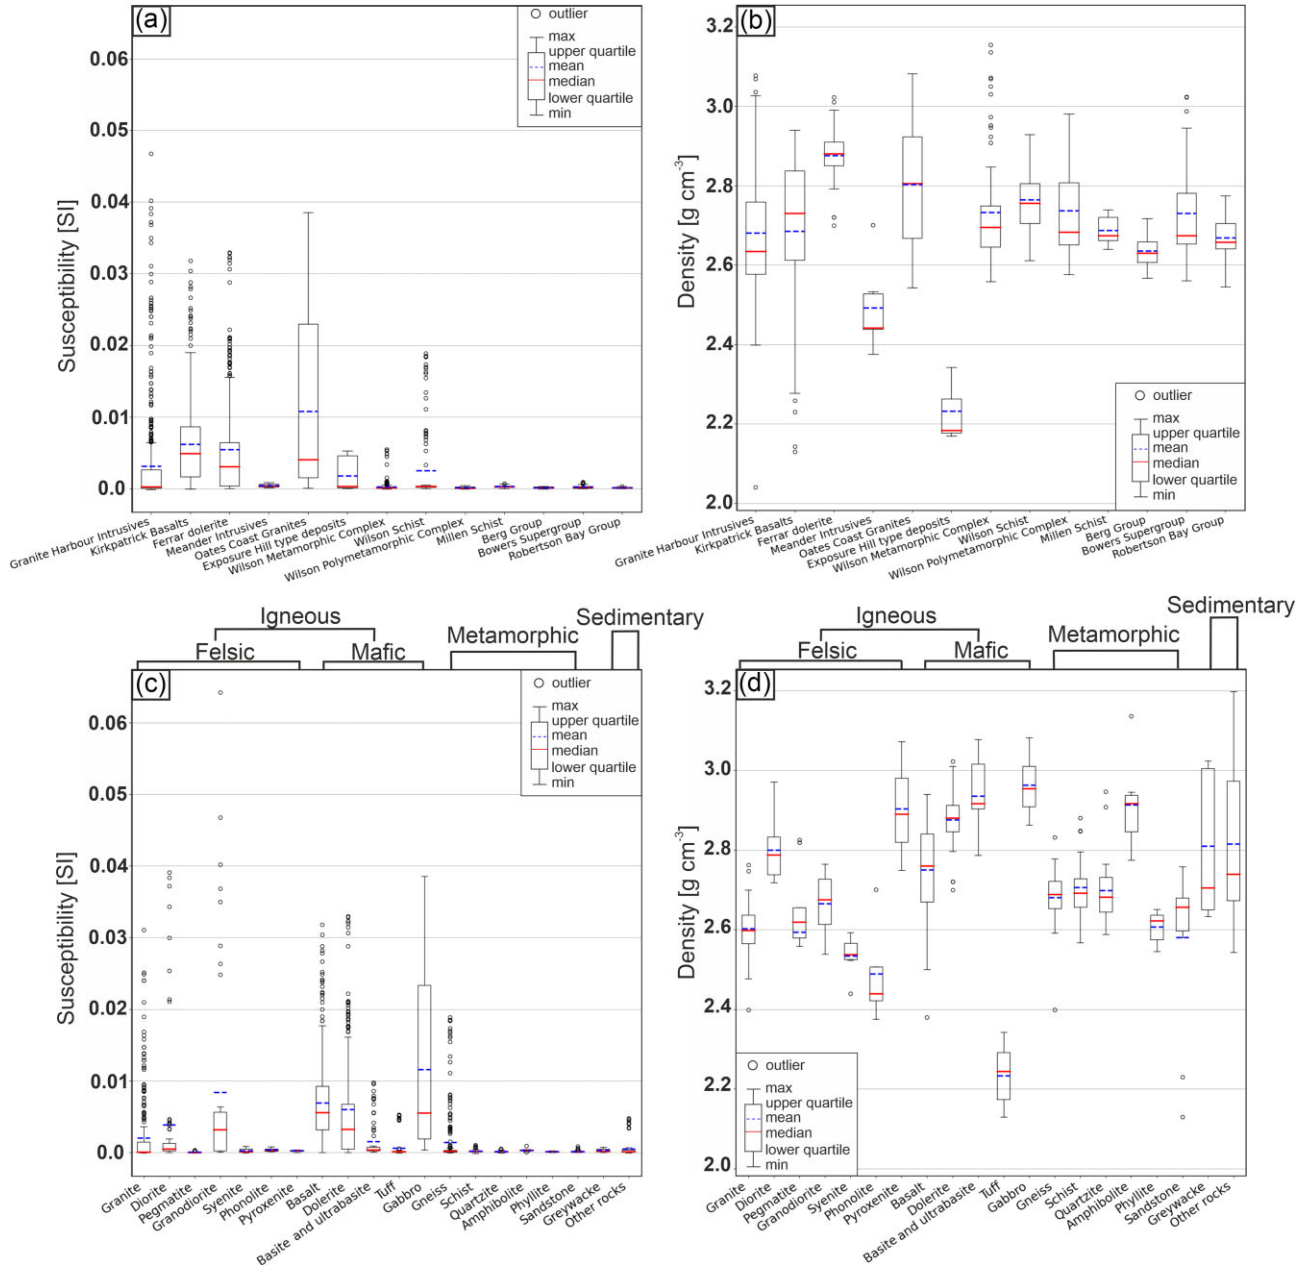 (a)
outlier
max
upper quartile
mean
median
lower quartile
min
0.06
0.05
0.04
0.03
0.02
0.01
0.0
Susceptibility [SI]
Granite Harbour Intrusives
Kirkpatrick Basalts
Ferrar dolerite
Meander Intrusives
Oates Coast Granites
Exposure Hill type deposits
Wilson Metamorphic Complex
Wilson Schist
Wilson Polymetamorphic Complex
Millen Schist
Berg Group
Bowers Supergroup
Robertson Bay Group
(b)
3.2
3.0
2.8
2.6
2.4
2.2
2.0
Density [g cm⁻³]
outlier
max
upper quartile
mean
median
lower quartile
min
Granite Harbour Intrusives
Kirkpatrick Basalts
Ferrar dolerite
Meander Intrusives
Oates Coast Granites
Exposure Hill type deposits
Wilson Metamorphic Complex
Wilson Schist
Wilson Polymetamorphic Complex
Millen Schist
Berg Group
Bowers Supergroup
Robertson Bay Group
Igneous
Sedimentary
Felsic
Mafic
Metamorphic
(c)
outlier
max
upper quartile
mean
median
lower quartile
min
0.06
0.05
0.04
0.03
0.02
0.01
0.0
Susceptibility [SI]
Granite
Diorite
Pegmatite
Granodiorite
Syenite
Phonolite
Pyroxenite
Basalt
Dolerite
Basite and ultrabasite
Tuff
Gabbro
Gneiss
Schist
Quartzite
Amphibolite
Phyllite
Sandstone
Greywacke
Other rocks
Igneous
Sedimentary
Felsic
Mafic
Metamorphic
(d)
3.2
3.0
2.8
2.6
2.4
2.2
2.0
Density [g cm⁻³]
outlier
max
upper quartile
mean
median
lower quartile
min
Granite
Diorite
Pegmatite
Granodiorite
Syenite
Phonolite
Pyroxenite
Basalt
Dolerite
Basite and ultrabasite
Tuff
Gabbro
Gneiss
Schist
Quartzite
Amphibolite
Phyllite
Sandstone
Greywacke
Other rocks